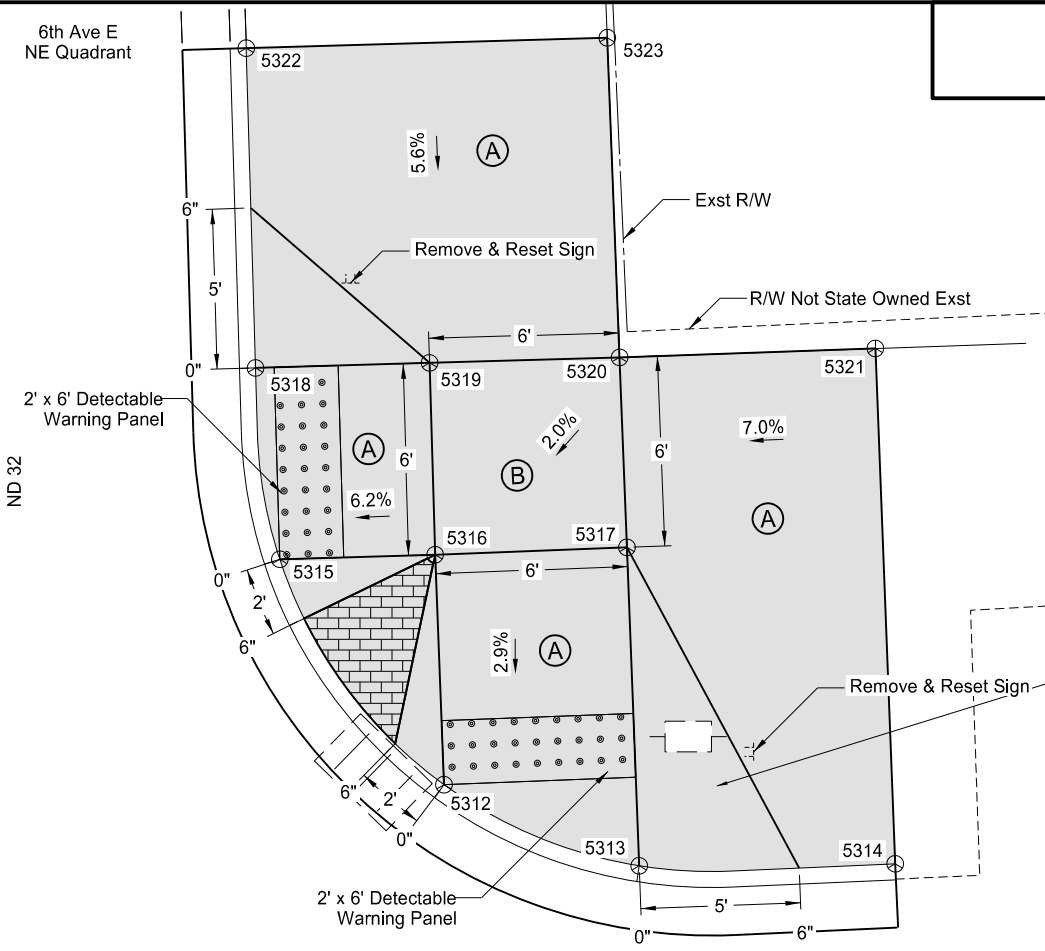 6th Ave E
NE Quadrant
5322
5323
5.6%
A
Exst R/W
6"
Remove & Reset Sign
R/W Not State Owned Exst
5'
6'
0"
5318
5319
5320
5321
2' x 6' Detectable
Warning Panel
2.0%
7.0%
A
6'
6'
B
A
ND 32
6.2%
5316
5317
5315
0"
2'
6'
6"
2.9%
A
Remove & Reset Sign
6"
2'
5312
0"
5313
5314
2' x 6' Detectable
Warning Panel
5'
0"
6"